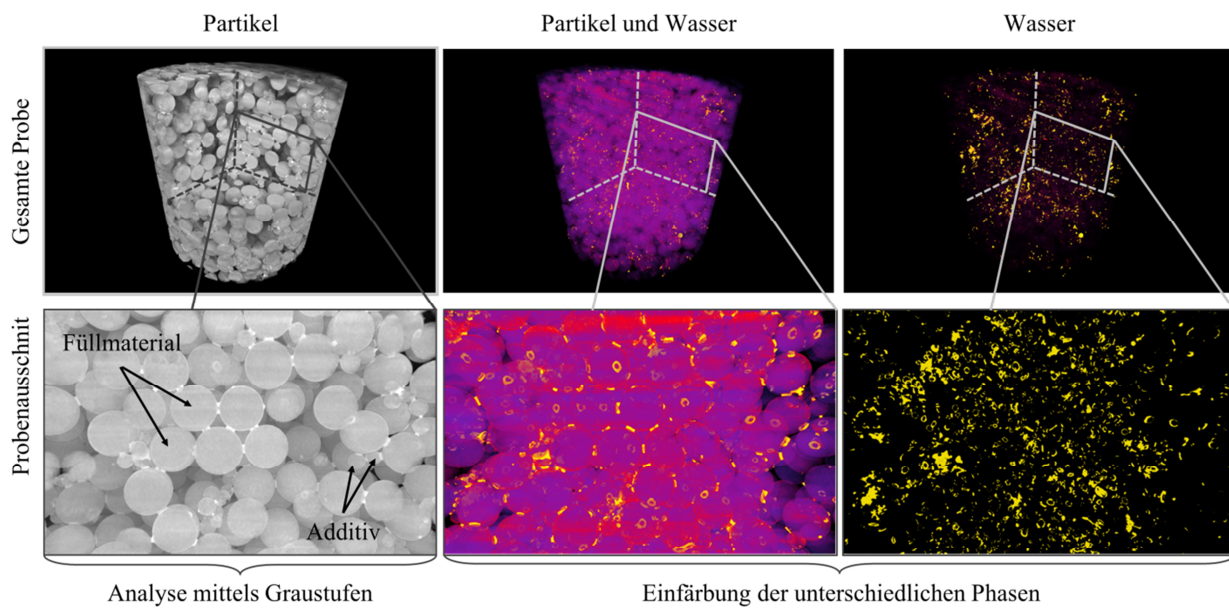 Partikel
Partikel und Wasser
Wasser
Gesamte Probe
Probenausschnit
Füllmaterial
Additiv
Analyse mittels Graustufen
Einfärbung der unterschiedlichen Phasen